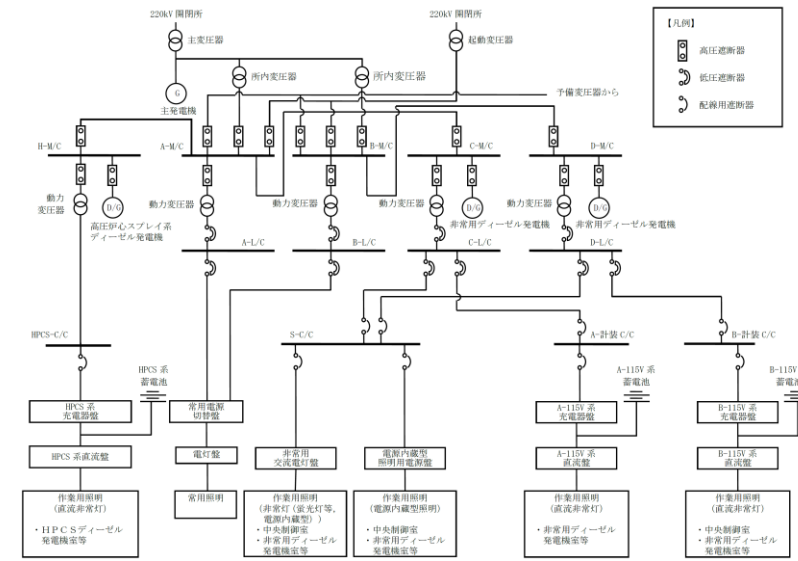 220kV 開閉所
220kV 開閉所
主変圧器
起動変圧器
所内変圧器
所内変圧器
G
主発電機
予備変圧器から
【凡例】
高圧遮断器
低圧遮断器
配線用遮断器
H-M/C
A-M/C
B-M/C
C-M/C
D-M/C
動力
変圧器
D/G
高圧炉心スプレイ系
ディーゼル発電機
動力変圧器
動力変圧器
動力変圧器
D/G
非常用ディーゼル発電機
動力変圧器
D/G
非常用ディーゼル発電機
A-L/C
B-L/C
C-L/C
D-L/C
HPCS-C/C
S-C/C
A-計装 C/C
B-計装 C/C
HPCS 系
蓄電池
A-115V 系
蓄電池
B-115V
蓄電池
HPCS 系
充電器盤
常用電源
切替盤
A-115V 系
充電器盤
B-115V 系
充電器盤
HPCS 系直流盤
電灯盤
非常用
交流電灯盤
電源内蔵型
照明用電源盤
A-115V 系
直流盤
B-115V 系
直流盤
作業用照明
(直流非常灯)
・ＨＰＣＳディーゼル
発電機室等
常用照明
作業用照明
(非常灯(蛍光灯等,
電源内蔵型))
・中央制御室
・非常用ディーゼル
発電機室等
作業用照明
(電源内蔵型照明)
・中央制御室
・非常用ディーゼル
発電機室等
作業用照明
(直流非常灯)
・非常用ディーゼル
発電機室等
作業用照明
(直流非常灯)
・中央制御室
・非常用ディーゼル
発電機室等